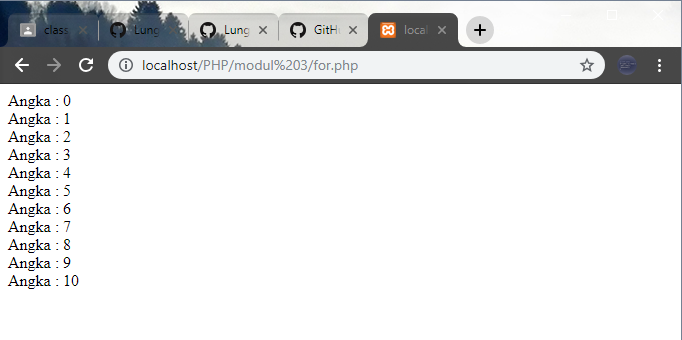 class
Lung
Lung
GitH
local
localhost/PHP/modul%203/for.php
Angka : 0
Angka : 1
Angka : 2
Angka : 3
Angka : 4
Angka : 5
Angka : 6
Angka : 7
Angka : 8
Angka : 9
Angka : 10